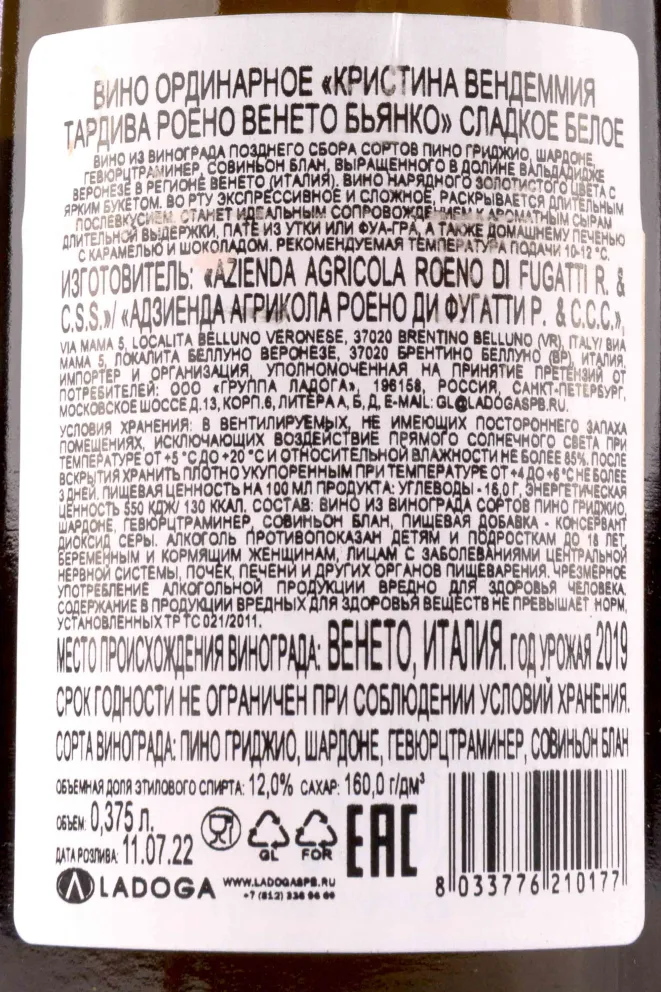 ВИНО ОРДИНАРНОЕ «КРИСТИНА ВЕНДЕММИЯ
ТАРДИВА РОЕНО ВЕНЕТО БЬЯНКО» СЛАДКОЕ БЕЛОЕ
ВИНО ИЗ ВИНОГРАДА ПОЗДНЕГО СБОРА СОРТОВ ПИНО ГРИДЖИО, ШАРДОНЕ,
ГЕВЮРЦТРАМИНЕР, СОВИНЬОН БЛАН, ВЫРАЩЕННОГО В ДОЛИНЕ ВАЛЬДАДИДЖЕ
ВЕРОНЕЗЕ В РЕГИОНЕ ВЕНЕТО (ИТАЛИЯ). ВИНО НАРЯДНОГО ЗОЛОТИСТОГО ЦВЕТА С
ЯРКИМ БУКЕТОМ. ВО РТУ ЭКСПРЕССИВНОЕ И СЛОЖНОЕ, РАСКРЫВАЕТСЯ ДЛИТЕЛЬНЫМ
ПОСЛЕВКУСИЕМ. СТАНЕТ ИДЕАЛЬНЫМ СОПРОВОЖДЕНИЕМ К АРОМАТНЫМ СЫРАМ
ДЛИТЕЛЬНОЙ ВЫДЕРЖКИ, ПАТЕ ИЗ УТКИ ИЛИ ФУА-ГРА, А ТАКЖЕ ДОМАШНЕМУ ПЕЧЕНЬЮ
С КАРАМЕЛЬЮ И ШОКОЛАДОМ. РЕКОМЕНДУЕМАЯ ТЕМПЕРАТУРА ПОДАЧИ 10-12 °С.
ИЗГОТОВИТЕЛЬ: «AZIENDA AGRICOLA ROENO DI FUGATTI R. &
C.S.S.»/ «АДЗИЕНДА АГРИКОЛА РОЕНО ДИ ФУГАТТИ Р. & С.С.С.»,
VIA MAMA 5, LOCALITA BELLUNO VERONESE, 37020 BRENTINO BELLUNO (VR), ITALY/ ВИА
МАМА 5, ЛОКАЛИТА БЕЛЛУНО ВЕРОНЕЗЕ, 37020 БРЕНТИНО БЕЛЛУНО (ВР), ИТАЛИЯ.
ИМПОРТЕР И ОРГАНИЗАЦИЯ, УПОЛНОМОЧЕННАЯ НА ПРИНЯТИЕ ПРЕТЕНЗИЙ ОТ
ПОТРЕБИТЕЛЕЙ: ООО «ГРУППА ЛАДОГА», 196158, РОССИЯ, САНКТ-ПЕТЕРБУРГ,
МОСКОВСКОЕ ШОССЕ Д.13, КОРП.6, ЛИТЕРА А, Б, Д, E-MAIL: GL@LADOGASPB.RU.
УСЛОВИЯ ХРАНЕНИЯ: В ВЕНТИЛИРУЕМЫХ, НЕ ИМЕЮЩИХ ПОСТОРОННЕГО ЗАПАХА
ПОМЕЩЕНИЯХ, ИСКЛЮЧАЮЩИХ ВОЗДЕЙСТВИЕ ПРЯМОГО СОЛНЕЧНОГО СВЕТА ПРИ
ТЕМПЕРАТУРЕ ОТ +5 °С ДО +20 °С И ОТНОСИТЕЛЬНОЙ ВЛАЖНОСТИ НЕ БОЛЕЕ 85%. ПОСЛЕ
ВСКРЫТИЯ ХРАНИТЬ ПЛОТНО УКУПОРЕННЫМ ПРИ ТЕМПЕРАТУРЕ ОТ +4 ДО +6 °С НЕ БОЛЕЕ
3 ДНЕЙ. ПИЩЕВАЯ ЦЕННОСТЬ НА 100 МЛ ПРОДУКТА: УГЛЕВОДЫ - 16,0 Г, ЭНЕРГЕТИЧЕСКАЯ
ЦЕННОСТЬ 550 КДЖ/ 130 ККАЛ. СОСТАВ: ВИНО ИЗ ВИНОГРАДА СОРТОВ ПИНО ГРИДЖИО,
ШАРДОНЕ, ГЕВЮРЦТРАМИНЕР, СОВИНЬОН БЛАН, ПИЩЕВАЯ ДОБАВКА - КОНСЕРВАНТ
ДИОКСИД СЕРЫ. АЛКОГОЛЬ ПРОТИВОПОКАЗАН ДЕТЯМ И ПОДРОСТКАМ ДО 18 ЛЕТ,
БЕРЕМЕННЫМ И КОРМЯЩИМ ЖЕНЩИНАМ, ЛИЦАМ С ЗАБОЛЕВАНИЯМИ ЦЕНТРАЛЬНОЙ
НЕРВНОЙ СИСТЕМЫ, ПОЧЕК, ПЕЧЕНИ И ДРУГИХ ОРГАНОВ ПИЩЕВАРЕНИЯ. ЧРЕЗМЕРНОЕ
УПОТРЕБЛЕНИЕ АЛКОГОЛЬНОЙ ПРОДУКЦИИ ВРЕДНО ДЛЯ ЗДОРОВЬЯ ЧЕЛОВЕКА.
СОДЕРЖАНИЕ В ПРОДУКЦИИ ВРЕДНЫХ ДЛЯ ЗДОРОВЬЯ ВЕЩЕСТВ НЕ ПРЕВЫШАЕТ НОРМ,
УСТАНОВЛЕННЫХ ТР ТС 021/2011.
МЕСТО ПРОИСХОЖДЕНИЯ ВИНОГРАДА: ВЕНЕТО, ИТАЛИЯ. ГОД УРОЖАЯ 2019
СРОК ГОДНОСТИ НЕ ОГРАНИЧЕН ПРИ СОБЛЮДЕНИИ УСЛОВИЙ ХРАНЕНИЯ.
СОРТА ВИНОГРАДА: ПИНО ГРИДЖИО, ШАРДОНЕ, ГЕВЮРЦТРАМИНЕР, СОВИНЬОН БЛАН
ОБЪЕМНАЯ ДОЛЯ ЭТИЛОВОГО СПИРТА: 12,0% САХАР: 160,0 г/дм³
ОБЪЕМ: 0,375 л.
ДАТА РОЗЛИВА: 11.07.22
GL FOR
EAC
LADOGA
WWW.LADOGASPB.RU
+7 (812) 336 96 66
8 033776 210177